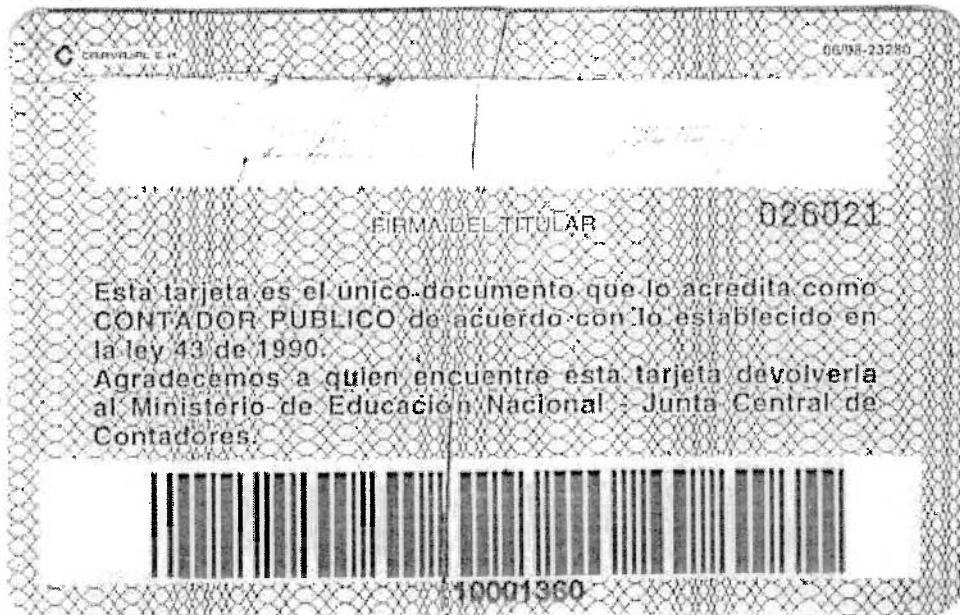 CARVAJAL S.A.
06/98-23280
FIRMA DEL TITULAR
026021
Esta tarjeta es el único documento que lo acredita como
CONTADOR PUBLICO de acuerdo con lo establecido en
la ley 43 de 1990.
Agradecemos a quien encuentre esta tarjeta devolverla
al Ministerio de Educación Nacional - Junta Central de
Contadores.
10001360